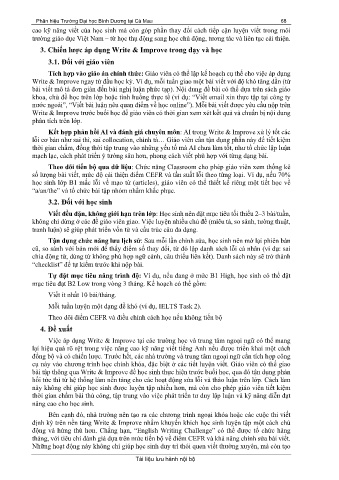 Phân hiệu Trường Đại học Bình Dương tại Cà Mau 68
cao kỹ năng viết của học sinh mà còn góp phần thay đổi cách tiếp cận luyện viết trong môi
trường giáo dục Việt Nam – từ học thụ động sang học chủ động, tương tác và liên tục cải thiện.
3. Chiến lược áp dụng Write & Improve trong dạy và học
3.1. Đối với giáo viên
Tích hợp vào giáo án chính thức: Giáo viên có thể lập kế hoạch cụ thể cho việc áp dụng
Write & Improve ngay từ đầu học kỳ. Ví dụ, mỗi tuần giao một bài viết với độ khó tăng dần (từ
bài viết mô tả đơn giản đến bài nghị luận phức tạp). Nội dung đề bài có thể dựa trên sách giáo
khoa, chủ đề học trên lớp hoặc tình huống thực tế (ví dụ: “Viết email xin thực tập tại công ty
nước ngoài”, “Viết bài luận nêu quan điểm về học online”). Mỗi bài viết được yêu cầu nộp trên
Write & Improve trước buổi học để giáo viên có thời gian xem xét kết quả và chuẩn bị nội dung
phân tích trên lớp.
Kết hợp phản hồi AI và đánh giá chuyên môn: AI trong Write & Improve xử lý tốt các
lỗi cơ bản như sai thì, sai collocation, chính tả… Giáo viên cần tận dụng phần này để tiết kiệm
thời gian chấm, đồng thời tập trung vào những yếu tố mà AI chưa làm tốt, như tổ chức lập luận
mạch lạc, cách phát triển ý tưởng sâu hơn, phong cách viết phù hợp với từng dạng bài.
Theo dõi tiến bộ qua dữ liệu: Chức năng Classroom cho phép giáo viên xem thống kê
số lượng bài viết, mức độ cải thiện điểm CEFR và tần suất lỗi theo từng loại. Ví dụ, nếu 70%
học sinh lớp B1 mắc lỗi về mạo từ (articles), giáo viên có thể thiết kế riêng một tiết học về
“a/an/the” và tổ chức bài tập nhóm nhằm khắc phục.
3.2. Đối với học sinh
Viết đều đặn, không giới hạn trên lớp: Học sinh nên đặt mục tiêu tối thiểu 2–3 bài/tuần,
không chỉ dừng ở các đề giáo viên giao. Việc luyện nhiều chủ đề (miêu tả, so sánh, tường thuật,
tranh luận) sẽ giúp phát triển vốn từ và cấu trúc câu đa dạng.
Tận dụng chức năng lưu lịch sử: Sau mỗi lần chỉnh sửa, học sinh nên mở lại phiên bản
cũ, so sánh với bản mới để thấy điểm số thay đổi, từ đó lập danh sách lỗi cá nhân (ví dụ: sai
chia động từ, dùng từ không phù hợp ngữ cảnh, câu thiếu liên kết). Danh sách này sẽ trở thành
“checklist” để tự kiểm trước khi nộp bài.
Tự đặt mục tiêu năng trình độ: Ví dụ, nếu đang ở mức B1 High, học sinh có thể đặt
mục tiêu đạt B2 Low trong vòng 3 tháng. Kế hoạch có thể gồm:
Viết ít nhất 10 bài/tháng.
Mỗi tuần luyện một dạng đề khó (ví dụ, IELTS Task 2).
Theo dõi điểm CEFR và điều chỉnh cách học nếu không tiến bộ
4. Đề xuất
Việc áp dụng Write & Improve tại các trường học và trung tâm ngoại ngữ có thể mang
lại hiệu quả rõ rệt trong việc nâng cao kỹ năng viết tiếng Anh nếu được triển khai một cách
đồng bộ và có chiến lược. Trước hết, các nhà trường và trung tâm ngoại ngữ cần tích hợp công
cụ này vào chương trình học chính khóa, đặc biệt ở các tiết luyện viết. Giáo viên có thể giao
bài tập thông qua Write & Improve để học sinh thực hiện trước buổi học, qua đó tận dụng phản
hồi tức thì từ hệ thống làm nền tảng cho các hoạt động sửa lỗi và thảo luận trên lớp. Cách làm
này không chỉ giúp học sinh được luyện tập nhiều hơn, mà còn cho phép giáo viên tiết kiệm
thời gian chấm bài thủ công, tập trung vào việc phát triển tư duy lập luận và kỹ năng diễn đạt
nâng cao cho học sinh.
Bên cạnh đó, nhà trường nên tạo ra các chương trình ngoại khóa hoặc các cuộc thi viết
định kỳ trên nền tảng Write & Improve nhằm khuyến khích học sinh luyện tập một cách chủ
động và hứng thú hơn. Chẳng hạn, “English Writing Challenge” có thể được tổ chức hàng
tháng, với tiêu chí đánh giá dựa trên mức tiến bộ về điểm CEFR và khả năng chỉnh sửa bài viết.
Những hoạt động này không chỉ giúp học sinh duy trì thói quen viết thường xuyên, mà còn tạo
Tài liệu lưu hành nội bộ